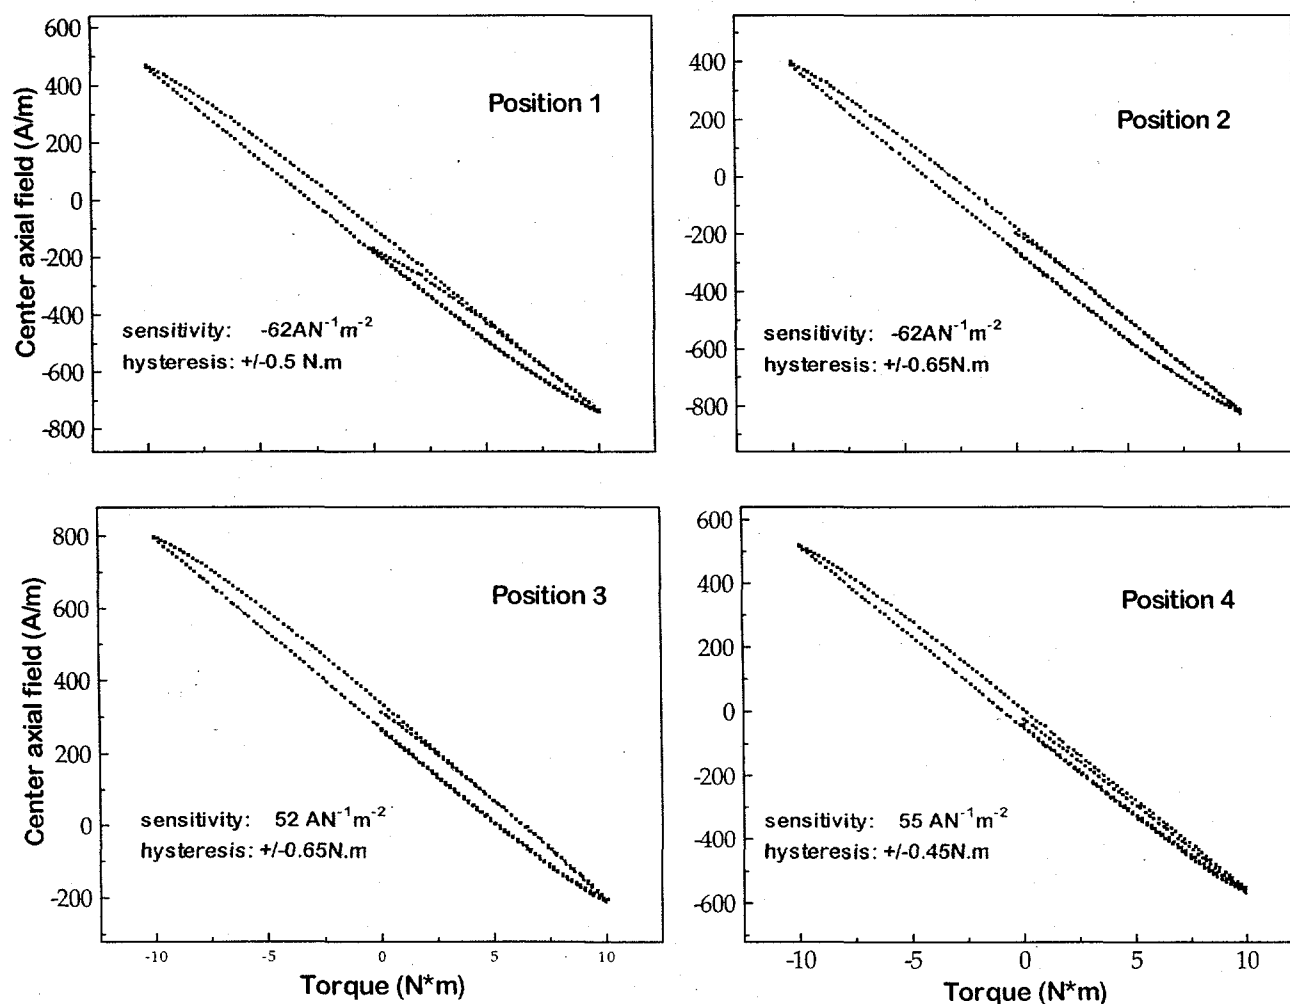 600
400
200
0
-200
-400
-600
-800
Center axial field (A/m)
Position 1
sensitivity: -62AN⁻¹m⁻²
hysteresis: +/-0.5 N.m
400
200
0
-200
-400
-600
-800
Position 2
sensitivity: -62AN⁻¹m⁻²
hysteresis: +/-0.65N.m
800
600
400
200
0
-200
Center axial field (A/m)
Position 3
sensitivity: 52 AN⁻¹m⁻²
hysteresis: +/-0.65N.m
-10 -5 0 5 10
Torque (N*m)
600
400
200
0
-200
-400
-600
Position 4
sensitivity: 55 AN⁻¹m⁻²
hysteresis: +/-0.45N.m
-10 -5 0 5 10
Torque (N*m)